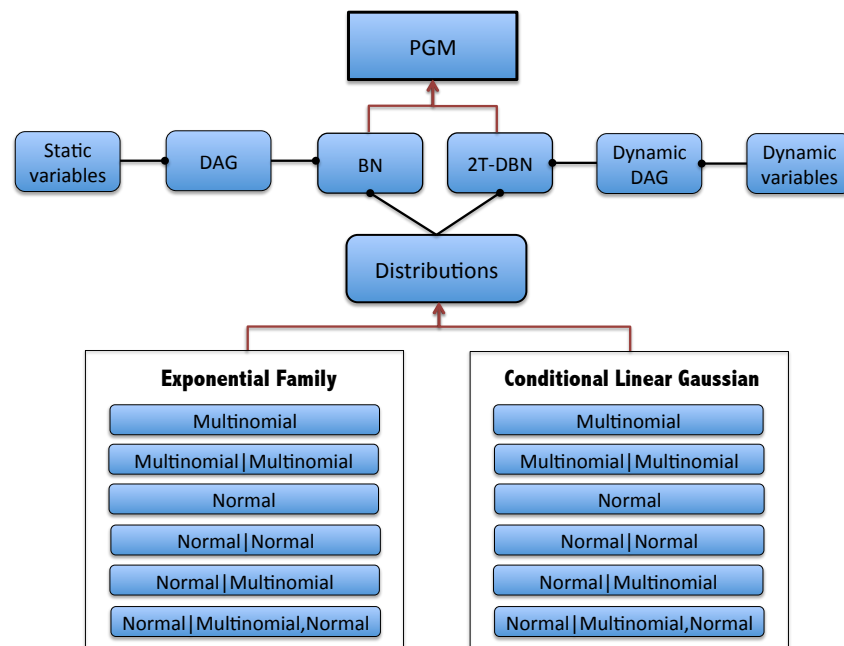 PGM
Static
variables
DAG
BN
2T-DBN
Dynamic
DAG
Dynamic
variables
Distributions
Exponential Family
Multinomial
Multinomial|Multinomial
Normal
Normal|Normal
Normal|Multinomial
Normal|Multinomial,Normal
Conditional Linear Gaussian
Multinomial
Multinomial|Multinomial
Normal
Normal|Normal
Normal|Multinomial
Normal|Multinomial,Normal